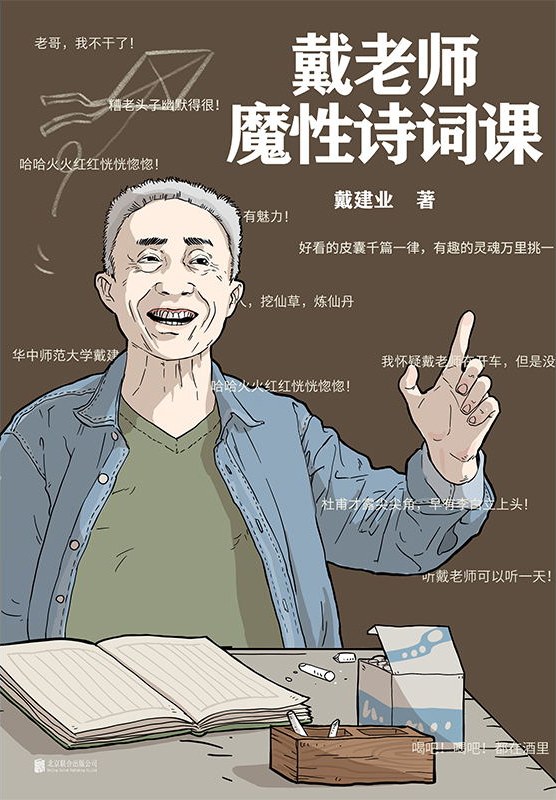 老哥，我不干了！
戴老师
魔性诗词课
糟老头子幽默得很！
哈哈火火红红恍恍惚惚！
戴建业 著
有魅力！
好看的皮囊千篇一律，有趣的灵魂万里挑一
人，挖仙草，炼仙丹
华中师范大学戴建
我怀疑戴老师在开车，但是没
哈哈火火红红恍恍惚惚！
杜甫才露尖尖角，早有李白立上头！
听戴老师可以听一天！
喝吧！喝吧！都在酒里
北京联合出版公司